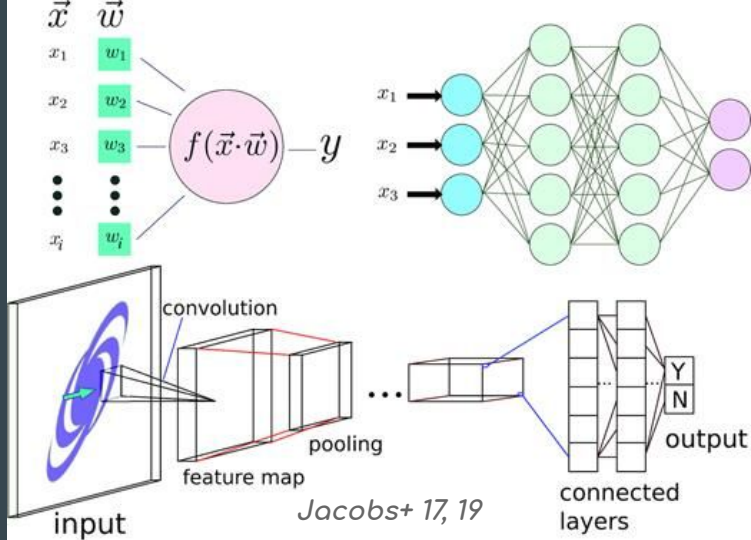 x⃗ w⃗
x₁ w₁
x₂ w₂
x₃ w₃
xᵢ wᵢ
f(x⃗·w⃗) y
x₁
x₂
x₃
convolution
feature map
pooling
...
...
...
Y
N
output
connected
layers
input
Jacobs+ 17, 19